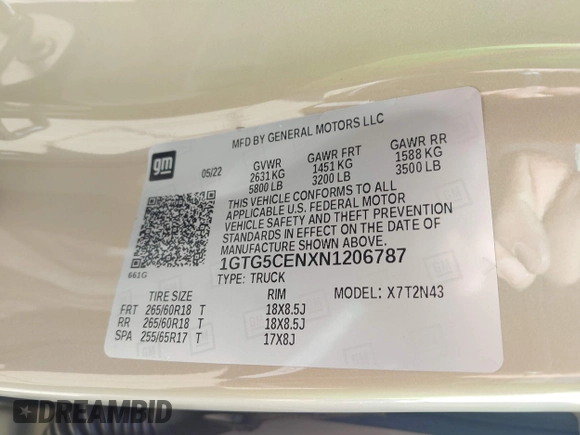 MFD BY GENERAL MOTORS LLC
gm
05/22
GVWR GAWR FRT GAWR RR
2631 KG 1451 KG 1588 KG
5800 LB 3200 LB 3500 LB
THIS VEHICLE CONFORMS TO ALL
APPLICABLE U.S. FEDERAL MOTOR
VEHICLE SAFETY AND THEFT PREVENTION
STANDARDS IN EFFECT ON THE DATE OF
MANUFACTURE SHOWN ABOVE.
661G
1GTG5CENXN1206787
TYPE: TRUCK
TIRE SIZE RIM MODEL: X7T2N43
FRT 265/60R18 T 18X8.5J
RR 265/60R18 T 18X8.5J
SPA 255/65R17 T 17X8J
DREAMBID